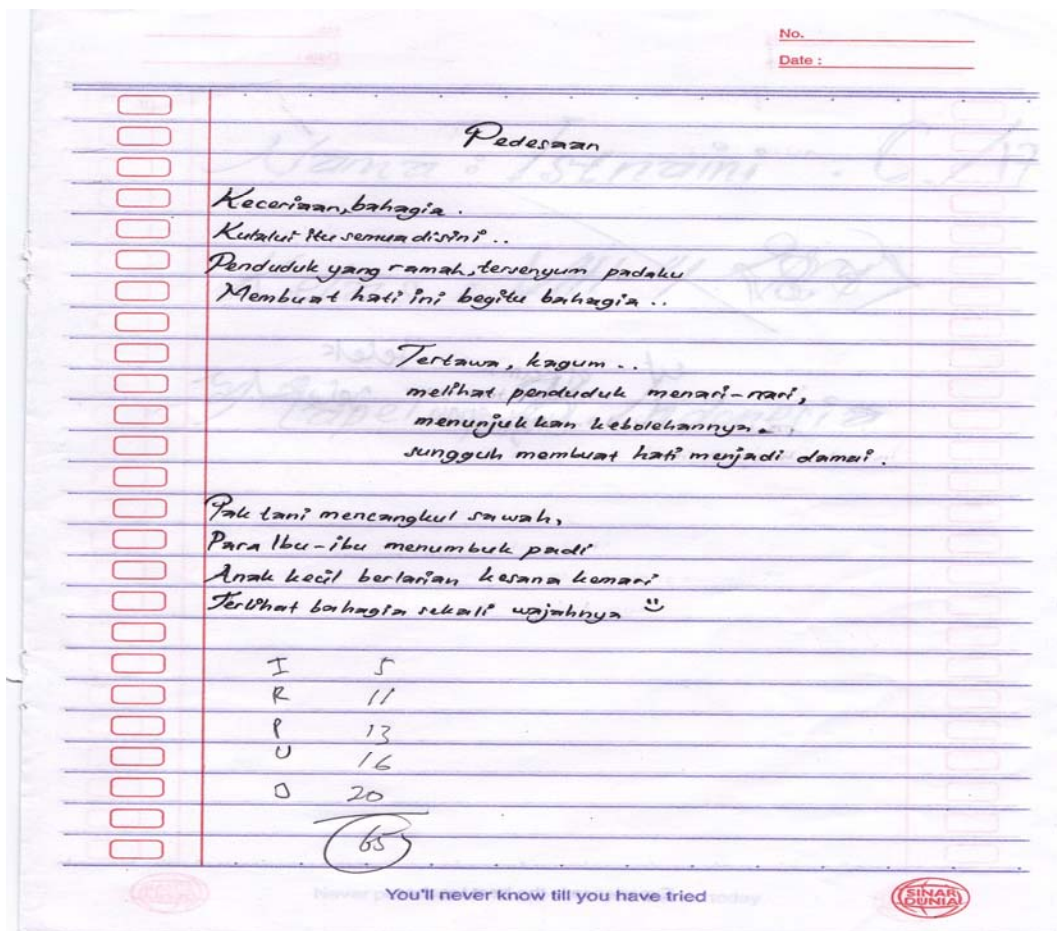 No.
Date :
Pedesaan
Keceriaan, bahagia .
Kulalui itu semua disini ..
Penduduk yang ramah, tersenyum padaku
Membuat hati ini begitu bahagia ..
Tertawa, kagum ..
melihat penduduk menari-nari,
menunjukkan kebolehannya .
sungguh membuat hati menjadi damai .
Pak tani mencangkul sawah,
Para Ibu-ibu menumbuk padi
Anak kecil berlarian kesana kemari
Terlihat bahagia sekali wajahnya
I 5
R 11
P 13
U 16
O 20
65
You'll never know till you have tried
SINAR DUNIA